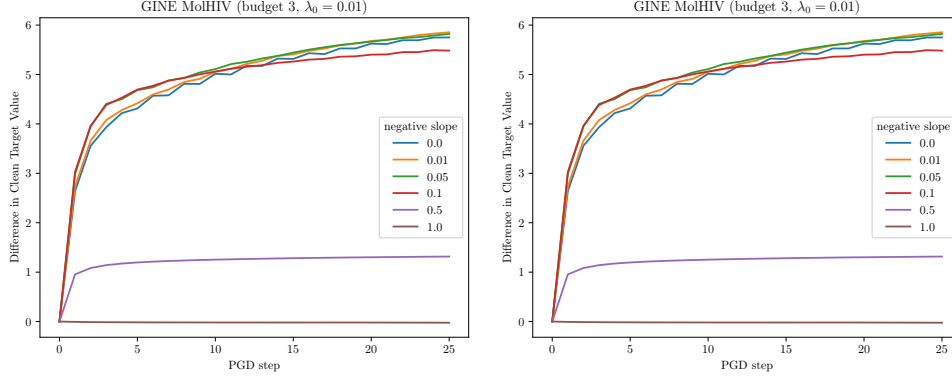 GINE MolHIV (budget 3, λ₀ = 0.01)
Difference in Clean Target Value
6
5
4
3
2
1
0
negative slope
0.0
0.01
0.05
0.1
0.5
1.0
0 5 10 15 20 25
PGD step
GINE MolHIV (budget 3, λ₀ = 0.01)
Difference in Clean Target Value
6
5
4
3
2
1
0
negative slope
0.0
0.01
0.05
0.1
0.5
1.0
0 5 10 15 20 25
PGD step